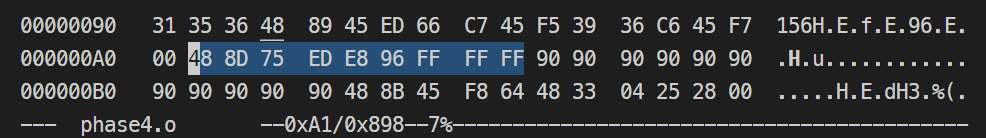 00000090 31 35 36 48 89 45 ED 66 C7 45 F5 39 36 C6 45 F7 156H.E.f.E.96.E.
000000A0 00 48 8D 75 ED E8 96 FF FF FF 90 90 90 90 90 90 .H.u............
000000B0 90 90 90 90 90 48 8B 45 F8 64 48 33 04 25 28 00 .....H.E.dH3.%(.
--- phase4.o --0xA1/0x898--7%-----------------------------------------